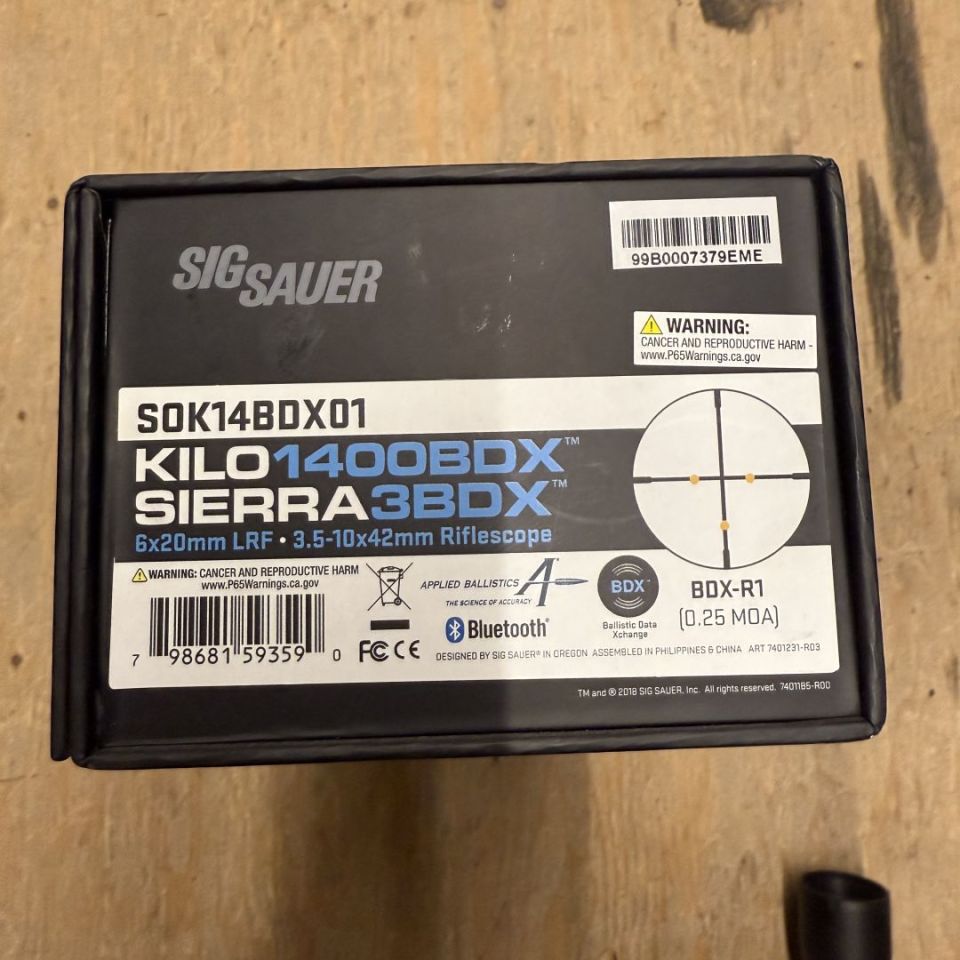 SIG SAUER
99B0007379EME
WARNING:
CANCER AND REPRODUCTIVE HARM -
www.P65Warnings.ca.gov
SOK14BDX01
KILO1400BDX™
SIERRA3BDX™
6x20mm LRF • 3.5-10x42mm Riflescope
WARNING: CANCER AND REPRODUCTIVE HARM
www.P65Warnings.ca.gov
7 98681 59359 0
FC CE
APPLIED BALLISTICS A
THE SCIENCE OF ACCURACY
Bluetooth®
BDX™
Ballistic Data
Xchange
BDX-R1
(0.25 MOA)
DESIGNED BY SIG SAUER® IN OREGON ASSEMBLED IN PHILIPPINES & CHINA ART 7401231-R03
TM and ® 2018 SIG SAUER, Inc. All rights reserved. 7401185-R00